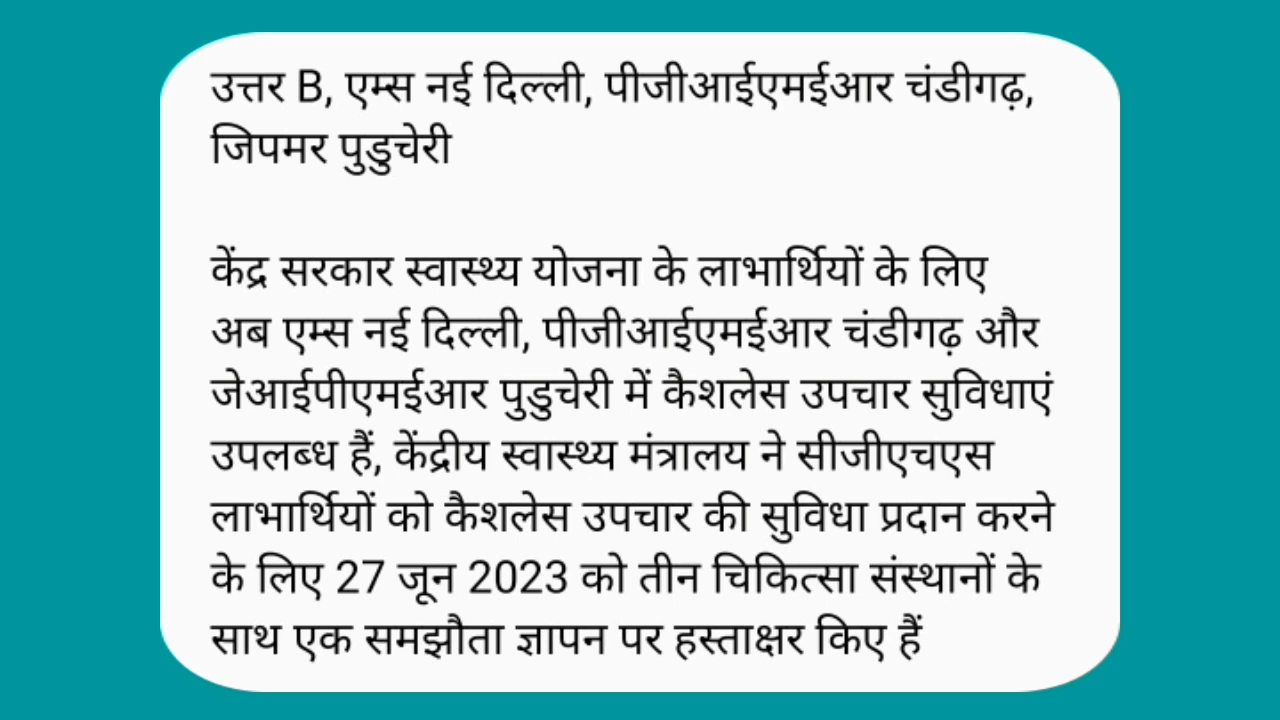 उत्तर B, एम्स नई दिल्ली, पीजीआईएमईआर चंडीगढ़,
जिपमर पुडुचेरी
केंद्र सरकार स्वास्थ्य योजना के लाभार्थियों के लिए
अब एम्स नई दिल्ली, पीजीआईएमईआर चंडीगढ़ और
जेआईपीएमईआर पुडुचेरी में कैशलेस उपचार सुविधाएं
उपलब्ध हैं, केंद्रीय स्वास्थ्य मंत्रालय ने सीजीएचएस
लाभार्थियों को कैशलेस उपचार की सुविधा प्रदान करने
के लिए 27 जून 2023 को तीन चिकित्सा संस्थानों के
साथ एक समझौता ज्ञापन पर हस्ताक्षर किए हैं